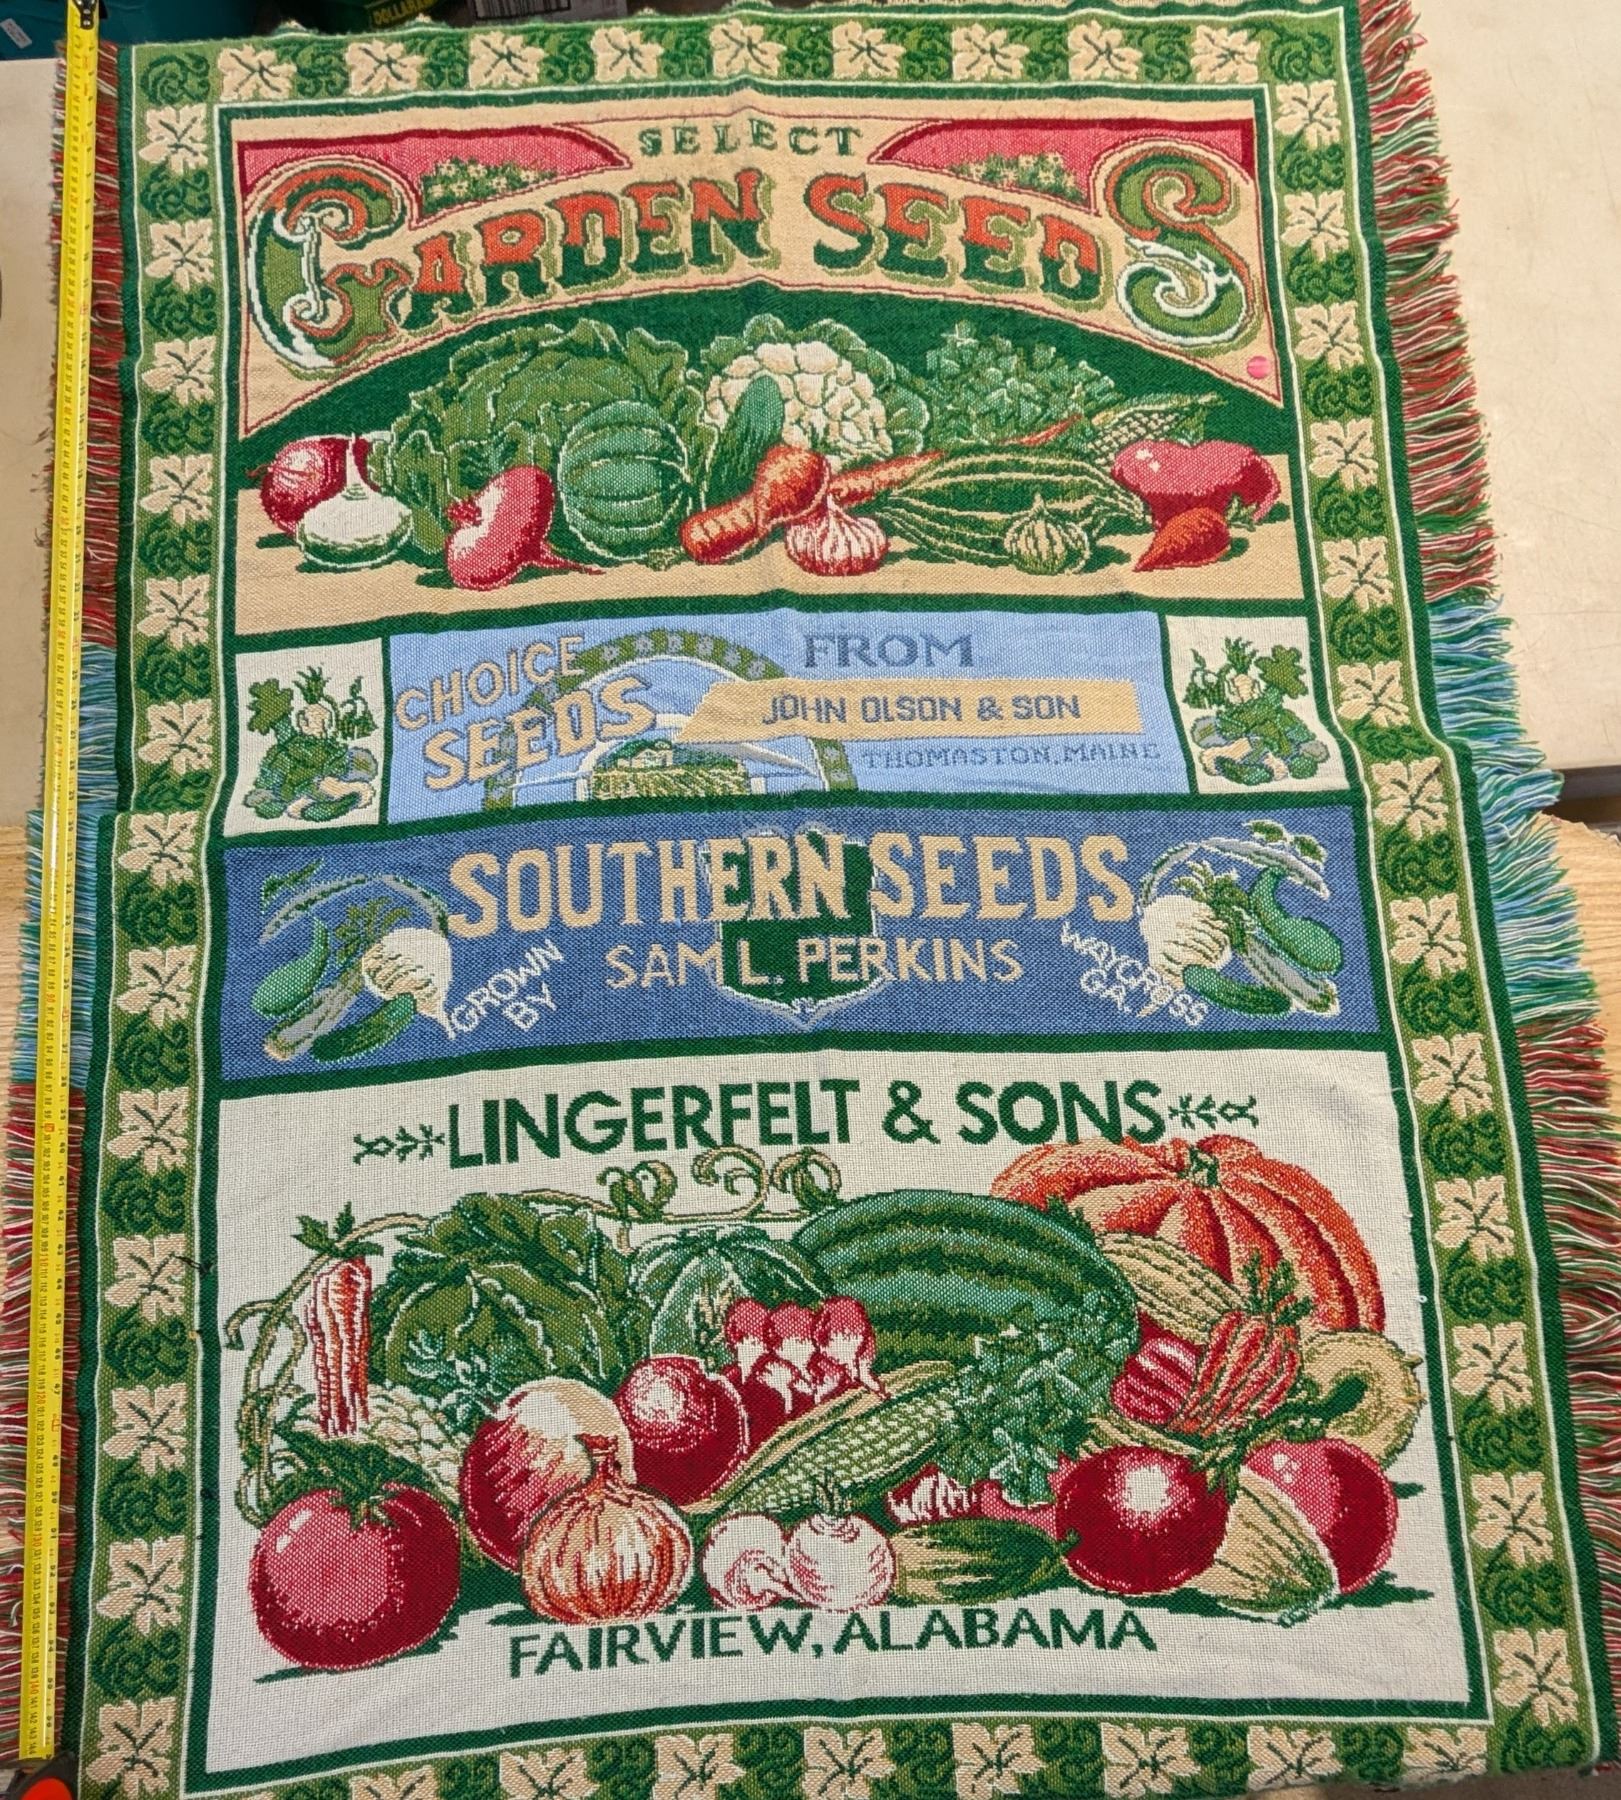 SELECT
GARDEN SEEDS
CHOICE
SEEDS
FROM
JOHN OLSON & SON
THOMASTON, MAINE
SOUTHERN SEEDS
GROWN
BY
SAM L. PERKINS
WAYCROSS
GA.
LINGERFELT & SONS
FAIRVIEW, ALABAMA